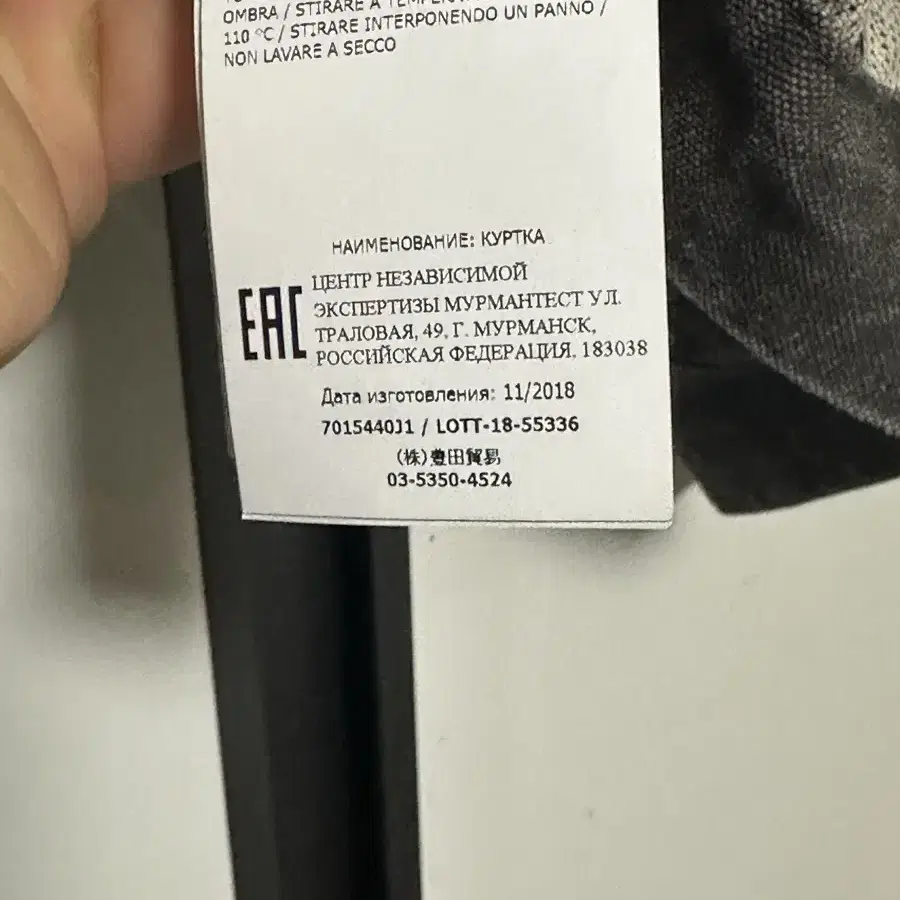 OMBRA / STIRARE A
110 °C / STIRARE INTERPONENDO UN PANNO /
NON LAVARE A SECCO
НАИМЕНОВАНИЕ: КУРТКА
EAC
ЦЕНТР НЕЗАВИСИМОЙ
ЭКСПЕРТИЗЫ МУРМАНТЕСТ УЛ.
ТРАЛОВАЯ, 49, Г. МУРМАНСК,
РОССИЙСКАЯ ФЕДЕРАЦИЯ, 183038
Дата изготовления: 11/2018
7015440J1 / LOTT-18-55336
(株)豊田貿易
03-5350-4524